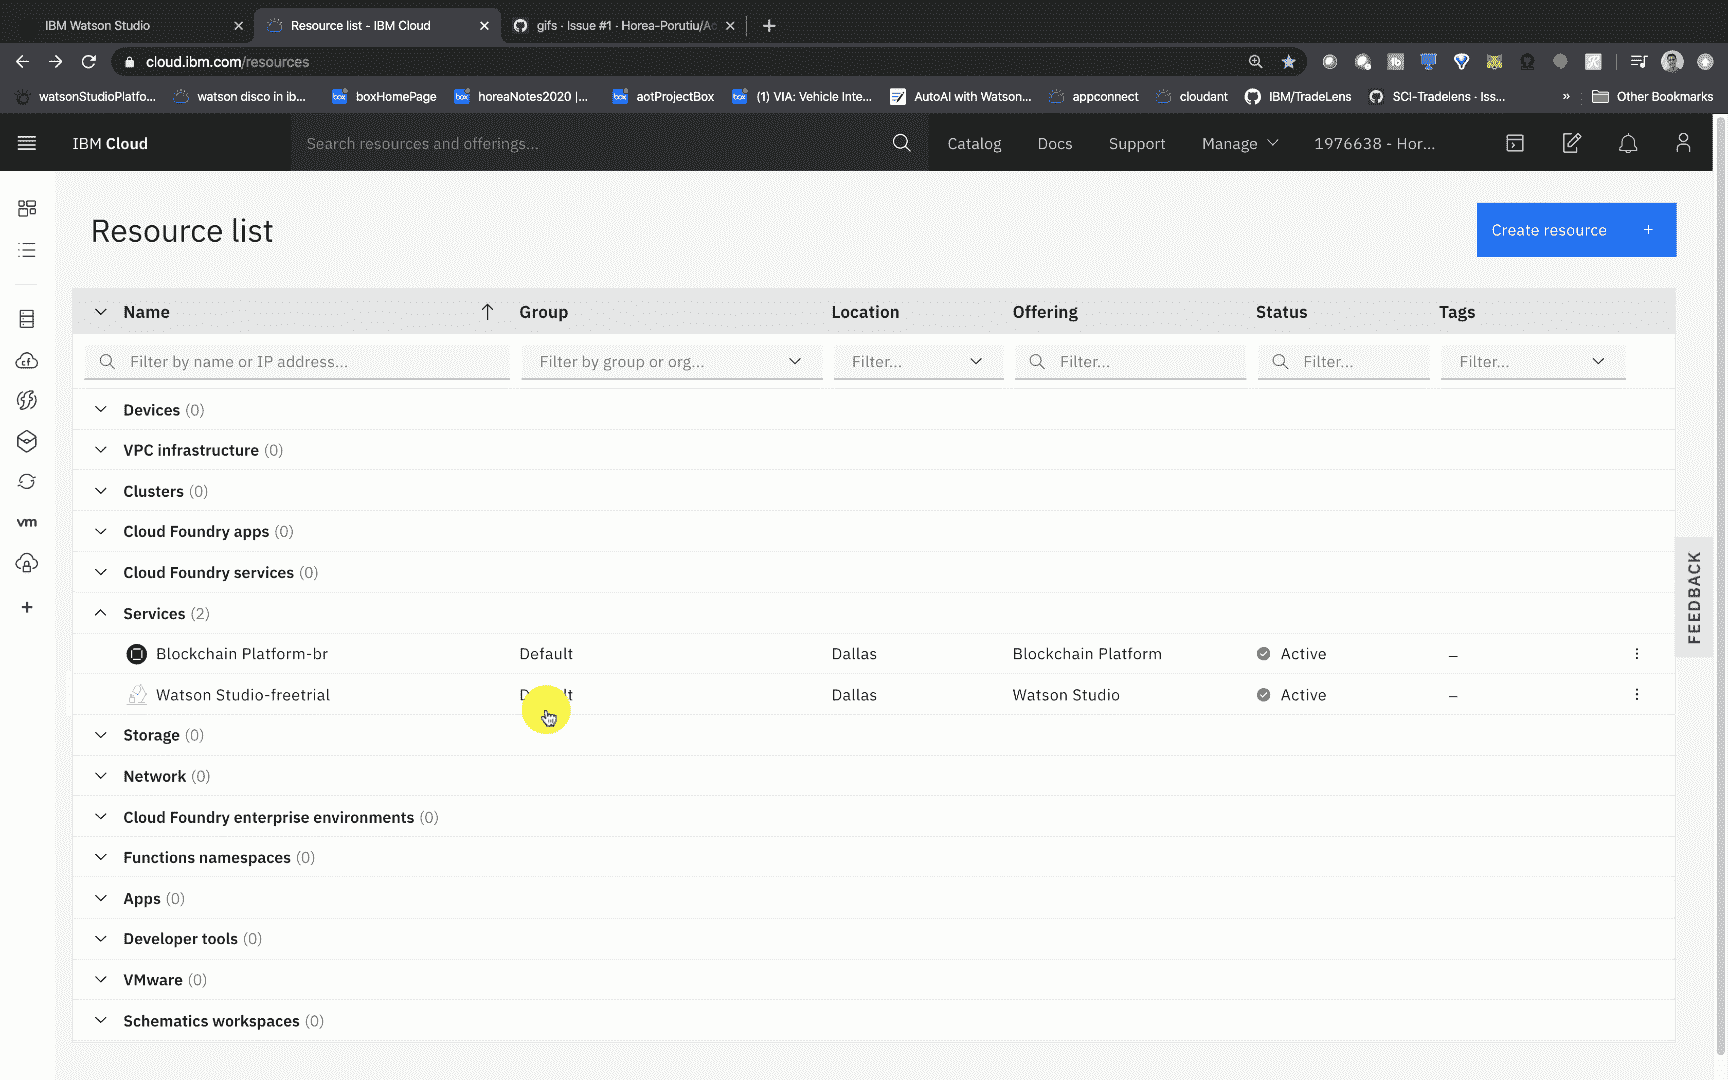 IBM Watson Studio
Resource list - IBM Cloud
gifs · Issue #1 · Horea-Porutiu/Ac
cloud.ibm.com/resources
watsonStudioPlatfo...
watson disco in ib...
box boxHomePage
box horeaNotes2020 |...
box aotProjectBox
box (1) VIA: Vehicle Inte...
AutoAI with Watson...
appconnect
cloudant
IBM/TradeLens
SCI-Tradelens · Iss...
»
Other Bookmarks
IBM Cloud
Search resources and offerings...
Catalog
Docs
Support
Manage
1976638 - Hor...
Resource list
Create resource +
Name Group Location Offering Status Tags
Filter by name or IP address... Filter by group or org... Filter... Filter... Filter... Filter...
Devices (0)
VPC infrastructure (0)
Clusters (0)
Cloud Foundry apps (0)
Cloud Foundry services (0)
Services (2)
Blockchain Platform-br Default Dallas Blockchain Platform Active –
Watson Studio-freetrial Dallas Watson Studio Active –
Storage (0)
Network (0)
Cloud Foundry enterprise environments (0)
Functions namespaces (0)
Apps (0)
Developer tools (0)
VMware (0)
Schematics workspaces (0)
cf
vm
FEEDBACK